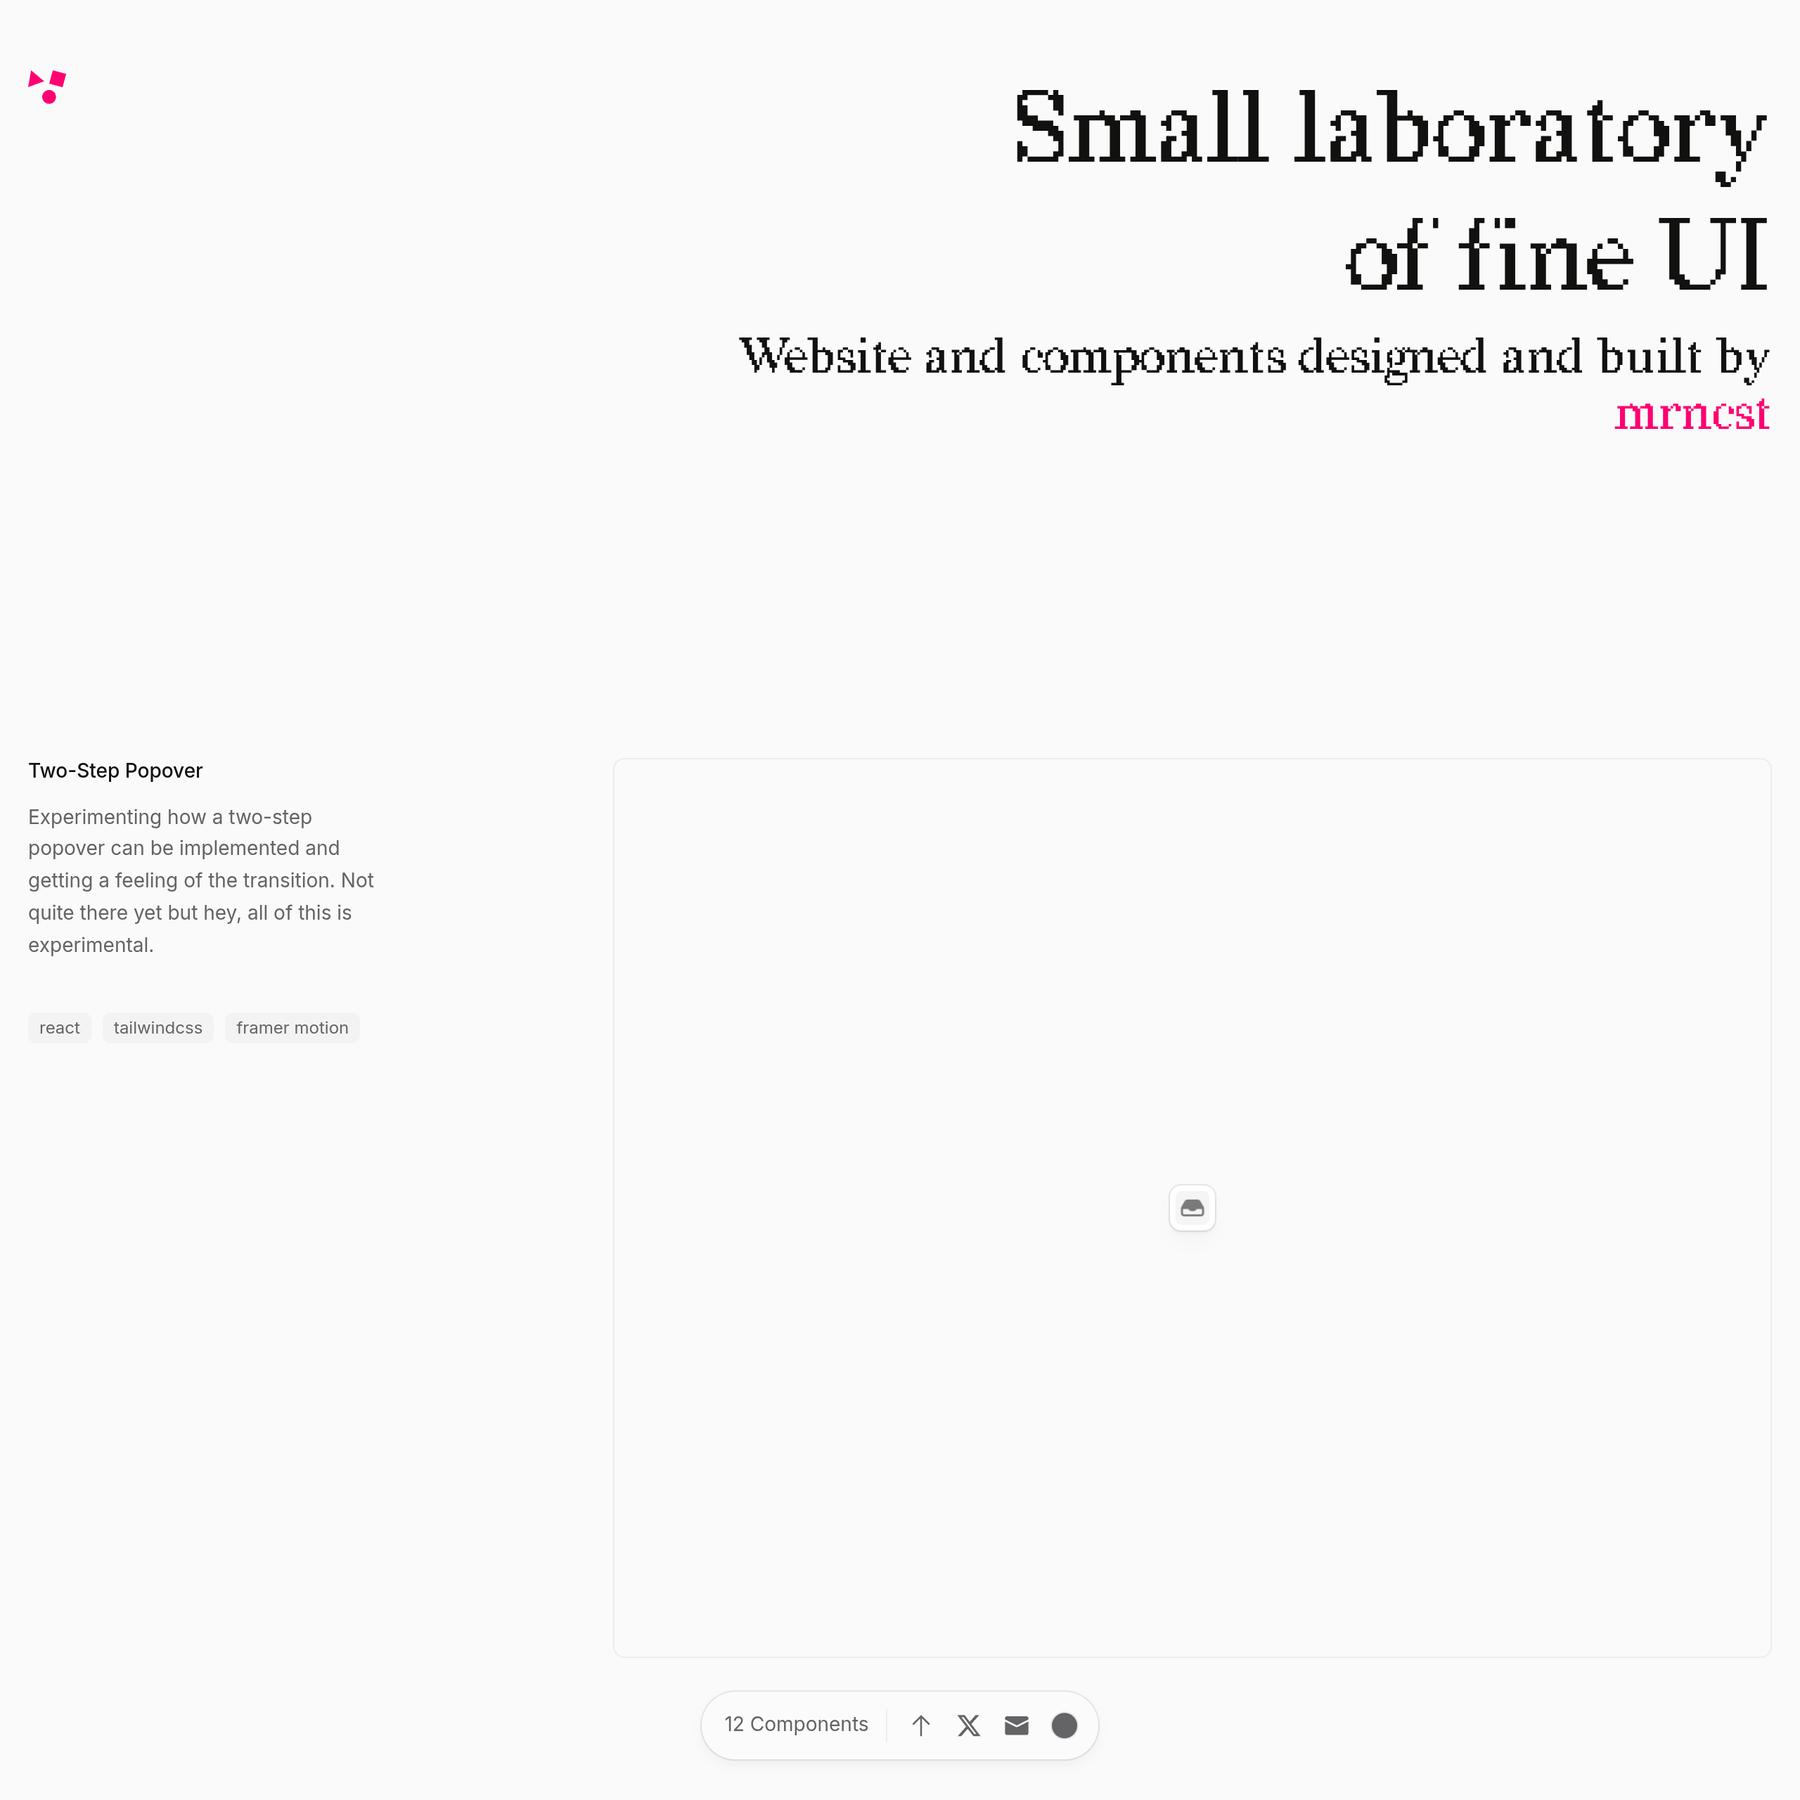 Small laboratory
of fine UI
Website and components designed and built by
mrncst
Two-Step Popover
Experimenting how a two-step
popover can be implemented and
getting a feeling of the transition. Not
quite there yet but hey, all of this is
experimental.
react tailwindcss framer motion
12 Components